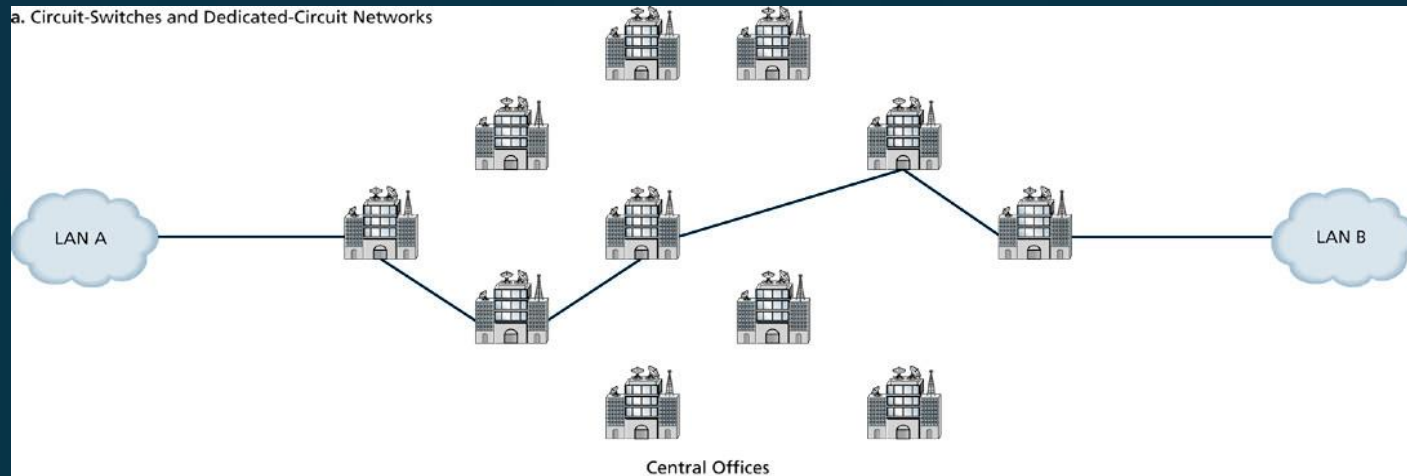 a. Circuit-Switches and Dedicated-Circuit Networks
LAN A
LAN B
Central Offices